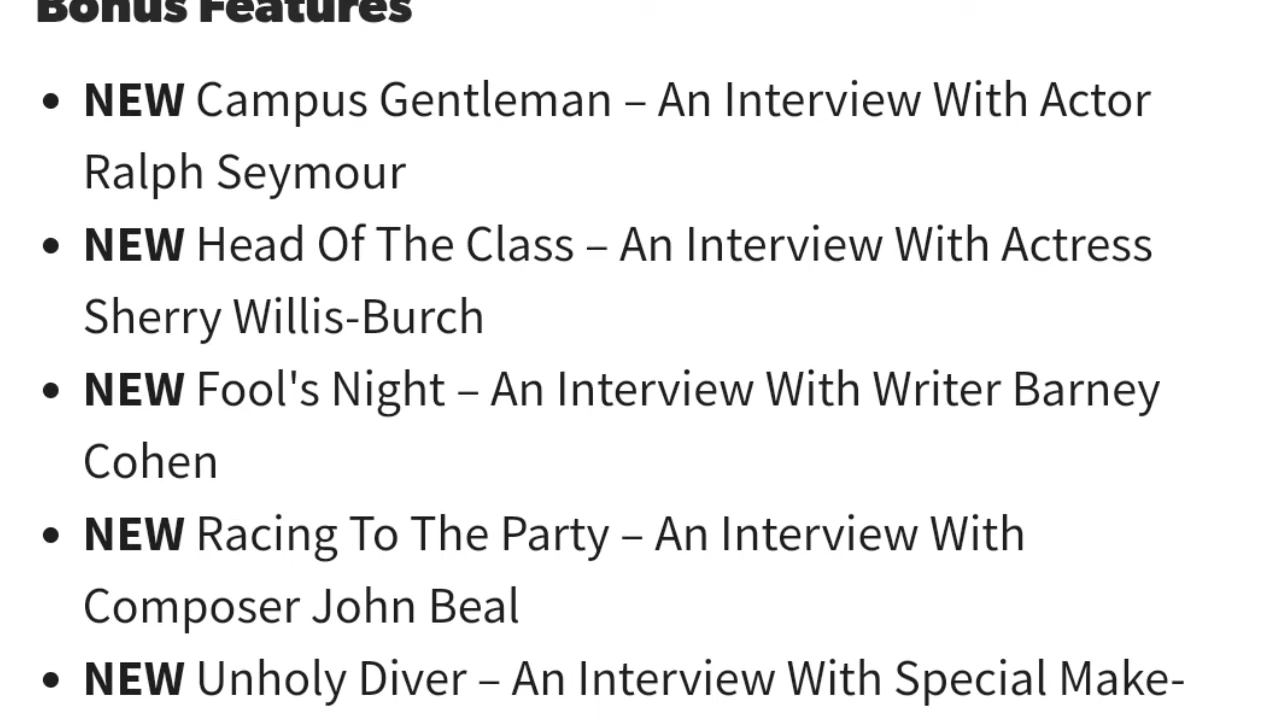 Bonus Features
• NEW Campus Gentleman – An Interview With Actor
Ralph Seymour
• NEW Head Of The Class – An Interview With Actress
Sherry Willis-Burch
• NEW Fool's Night – An Interview With Writer Barney
Cohen
• NEW Racing To The Party – An Interview With
Composer John Beal
• NEW Unholy Diver – An Interview With Special Make-